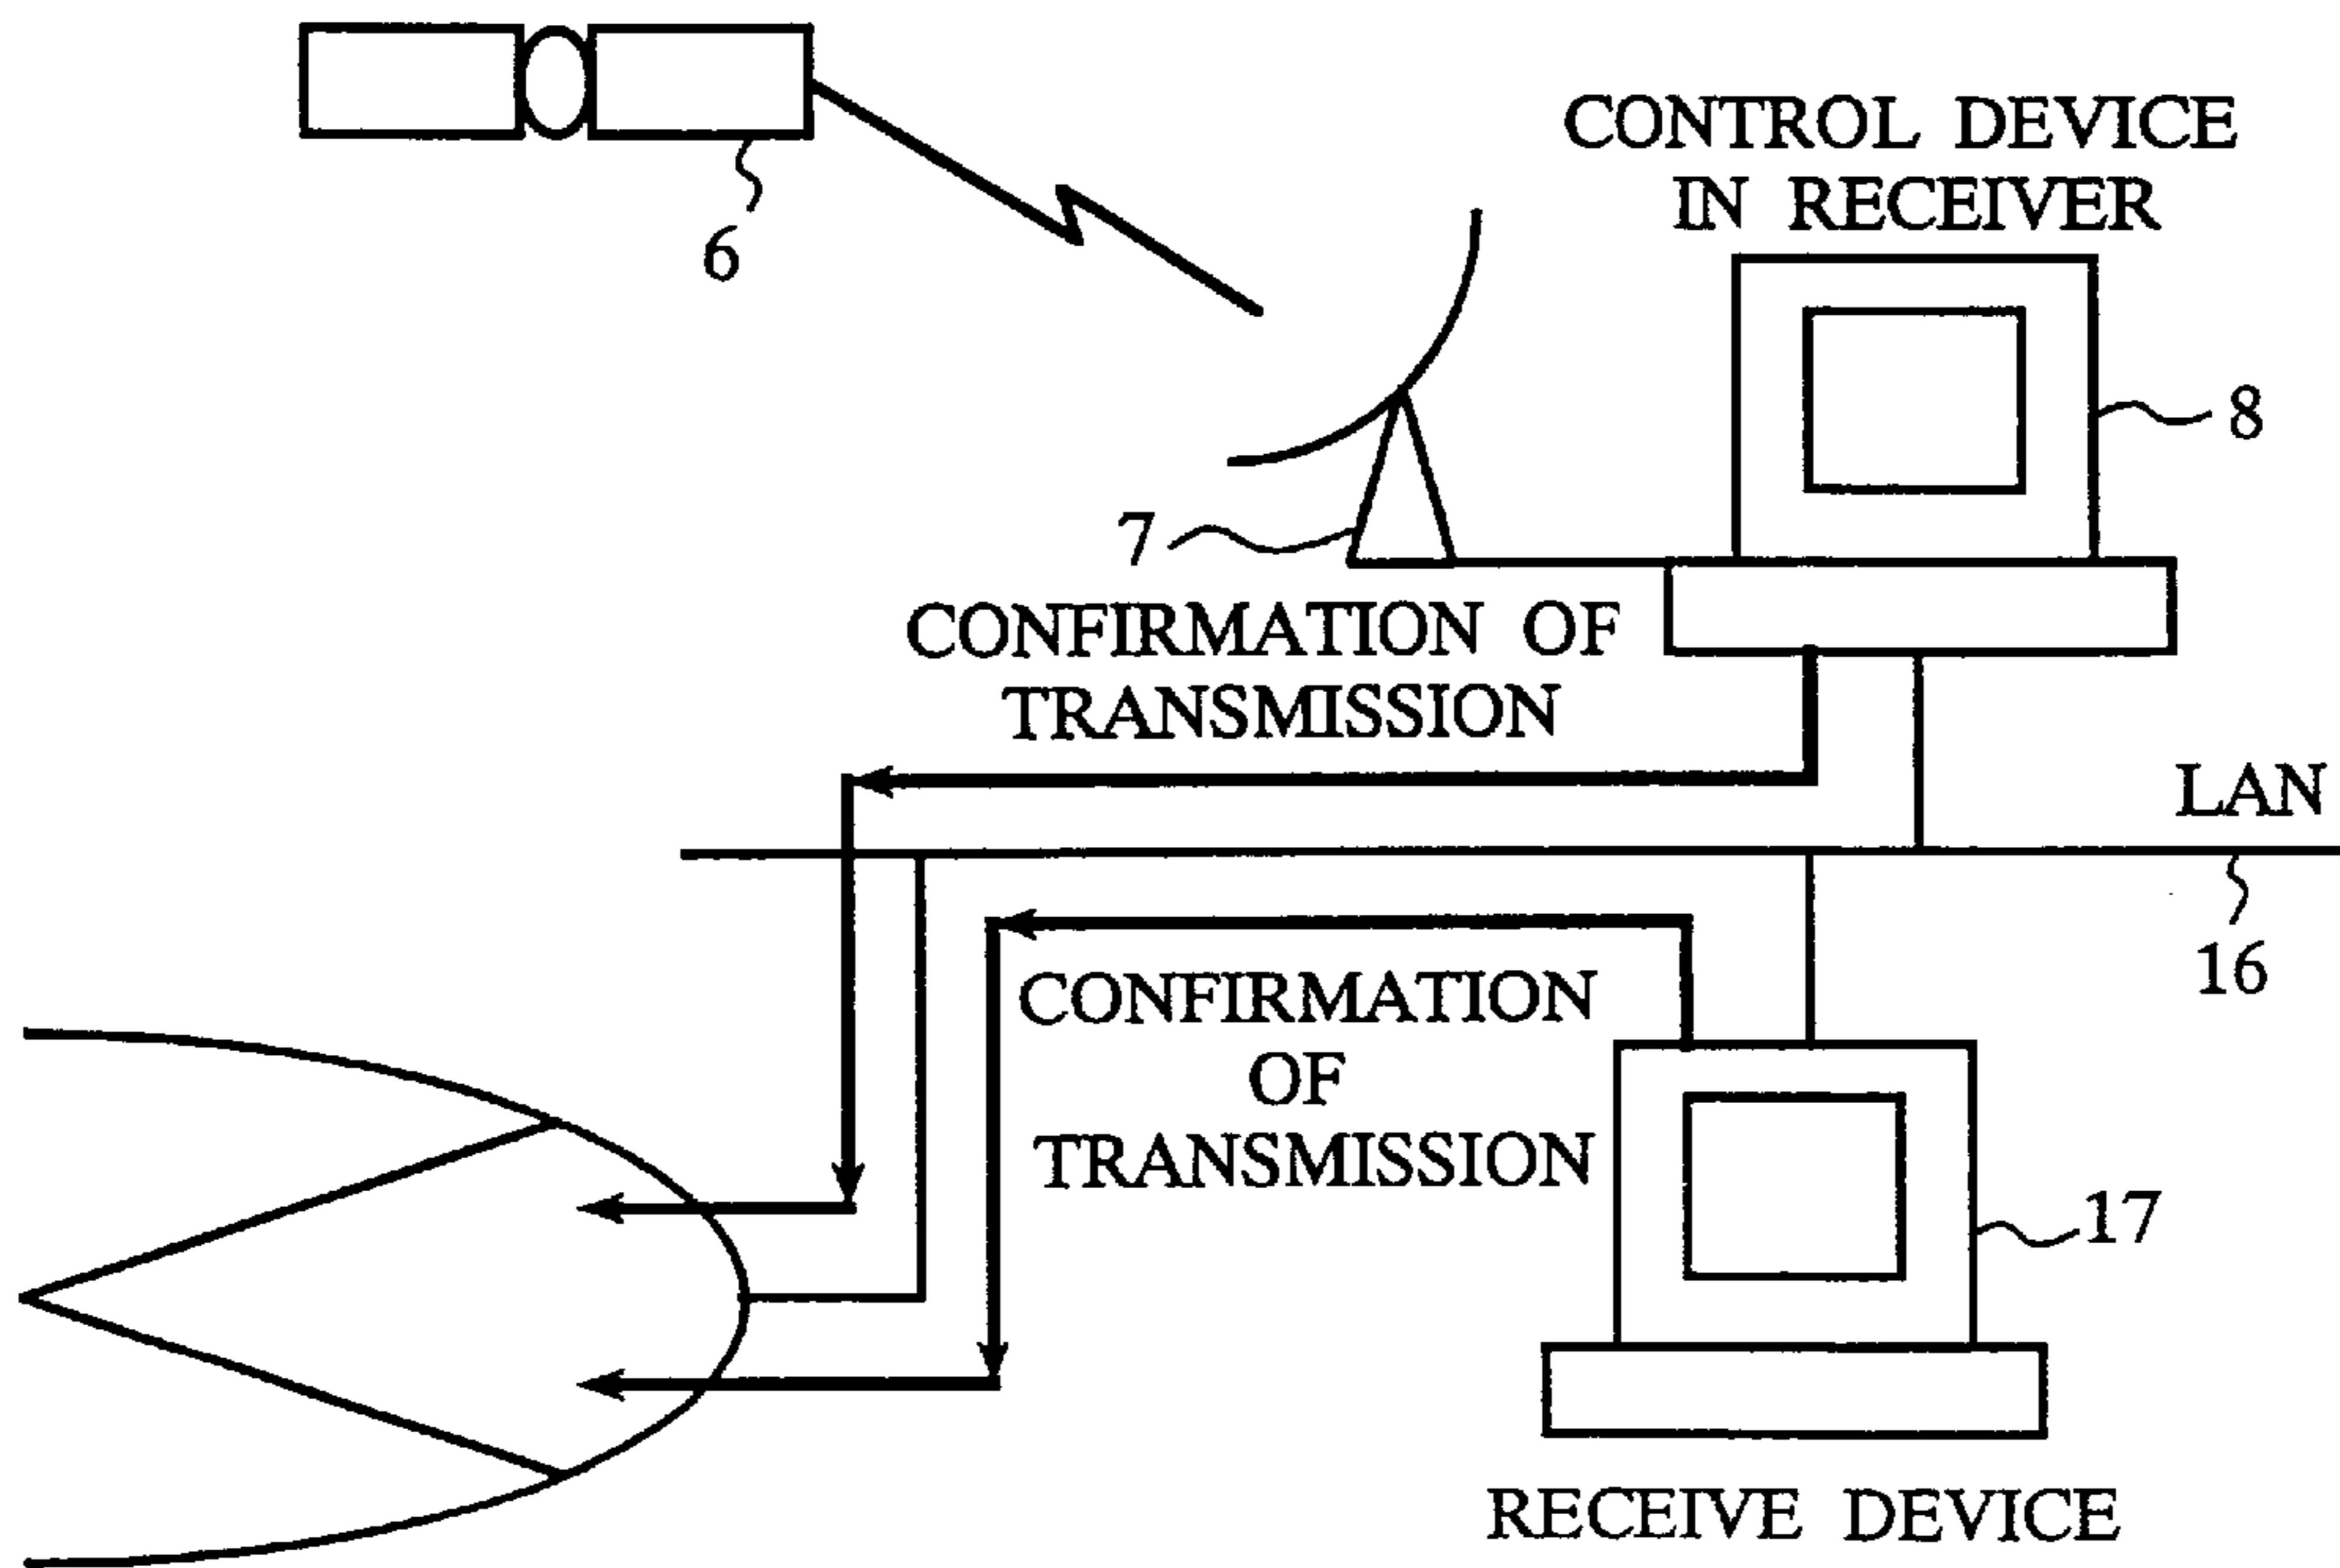 CONTROL DEVICE
IN RECEIVER
6
8
7
CONFIRMATION OF
TRANSMISSION
LAN
16
CONFIRMATION
OF
TRANSMISSION
17
RECEIVE DEVICE